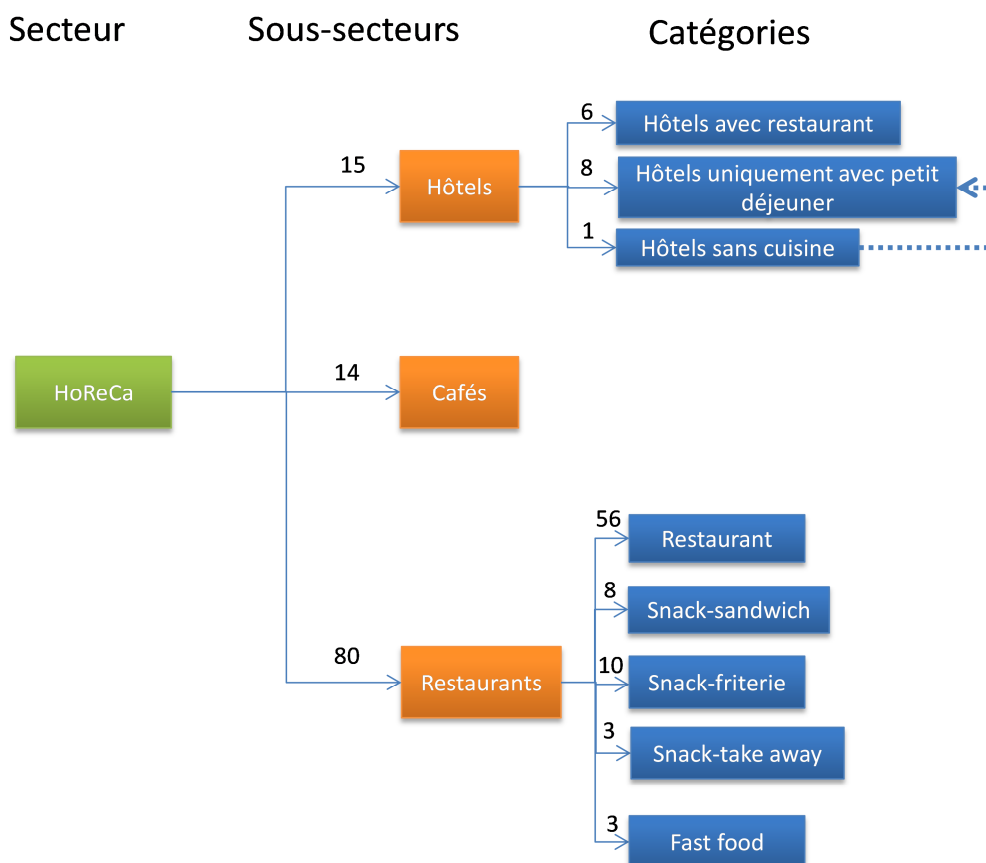 Secteur
Sous-secteurs
Catégories
6
Hôtels avec restaurant
15
Hôtels
8
Hôtels uniquement avec petit
déjeuner
1
Hôtels sans cuisine
HoReCa
14
Cafés
56
Restaurant
8
Snack-sandwich
80
Restaurants
10
Snack-friterie
3
Snack-take away
3
Fast food